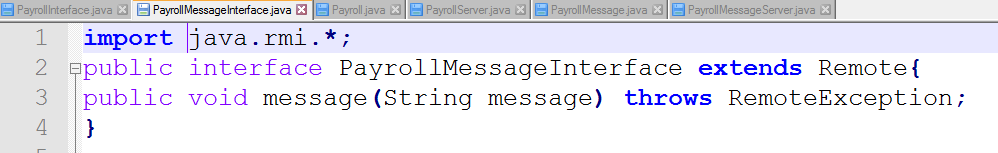 PayrollInterface.java PayrollMessageInterface.java Payroll.java PayrollServer.java PayrollMessage.java PayrollMessageServer.java
1 import java.rmi.*;
2 public interface PayrollMessageInterface extends Remote{
3 public void message(String message) throws RemoteException;
4 }